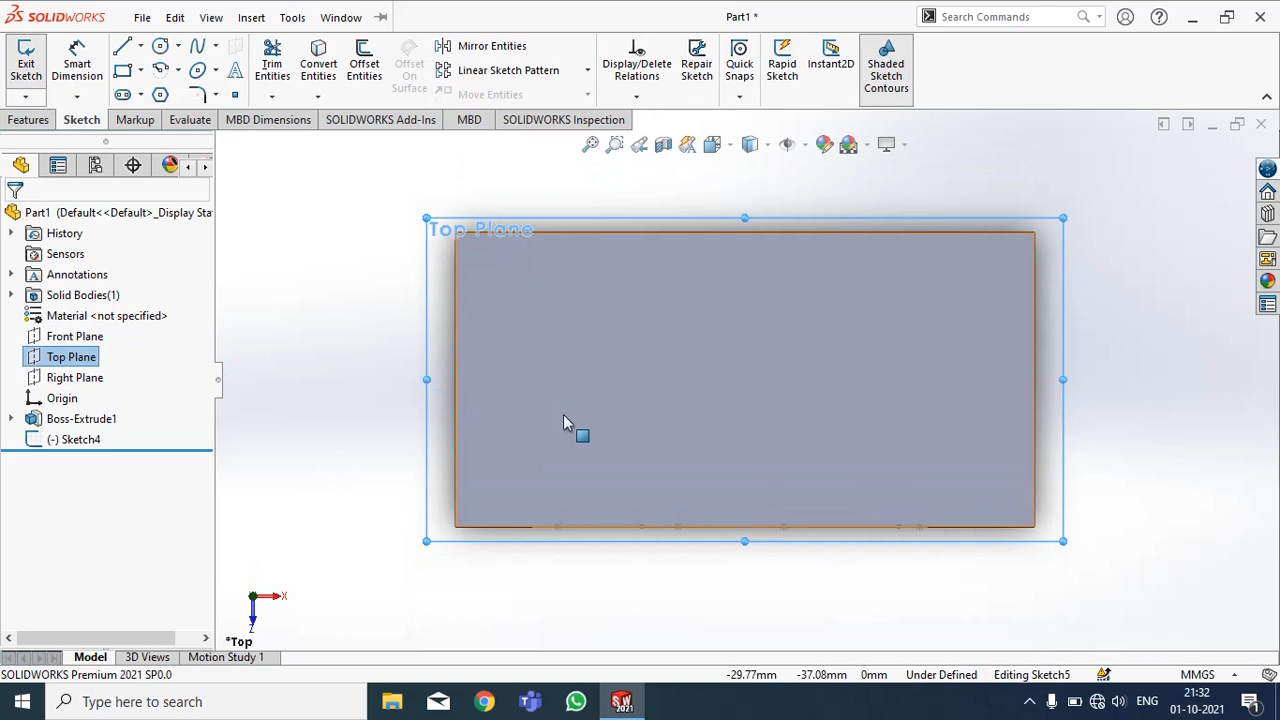 SOLIDWORKS File Edit View Insert Tools Window Part1 * Search Commands
Exit Sketch Smart Dimension Trim Entities Convert Entities Offset Entities Offset On Surface Mirror Entities Linear Sketch Pattern Move Entities Display/Delete Relations Repair Sketch Quick Snaps Rapid Sketch Instant2D Shaded Sketch Contours
Features Sketch Markup Evaluate MBD Dimensions SOLIDWORKS Add-Ins MBD SOLIDWORKS Inspection
Part1 (Default<<Default>_Display Sta
History
Sensors
Annotations
Solid Bodies(1)
Material <not specified>
Front Plane
Top Plane
Right Plane
Origin
Boss-Extrude1
(-) Sketch4
Top Plane
X
Z
*Top
Model 3D Views Motion Study 1
SOLIDWORKS Premium 2021 SP0.0 -29.77mm -37.08mm 0mm Under Defined Editing Sketch5 MMGS
Type here to search ENG 21:32
01-10-2021